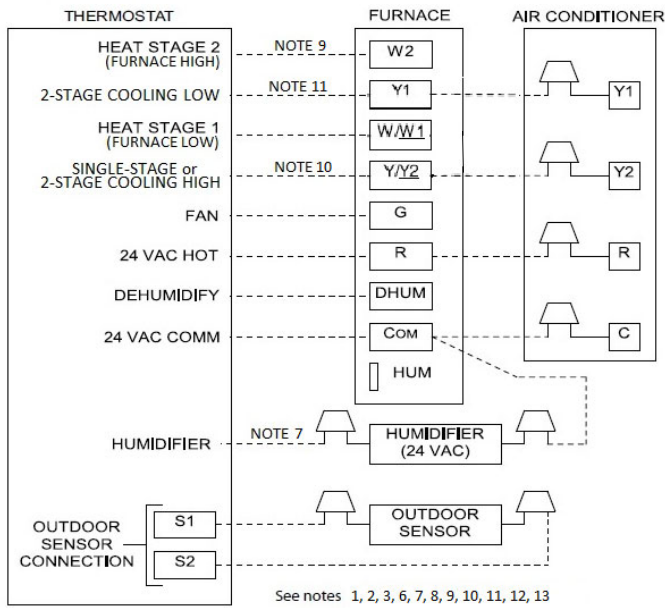 THERMOSTAT FURNACE AIR CONDITIONER
HEAT STAGE 2 NOTE 9 W2
(FURNACE HIGH)
2-STAGE COOLING LOW NOTE 11 Y1 Y1
HEAT STAGE 1 W/W1
(FURNACE LOW)
SINGLE-STAGE or NOTE 10 Y/Y2 Y2
2-STAGE COOLING HIGH
FAN G
24 VAC HOT R R
DEHUMIDIFY DHUM
24 VAC COMM COM C
HUM
HUMIDIFIER NOTE 7 HUMIDIFIER
(24 VAC)
OUTDOOR
SENSOR
CONNECTION
S1
S2
OUTDOOR
SENSOR
See notes 1, 2, 3, 6, 7, 8, 9, 10, 11, 12, 13